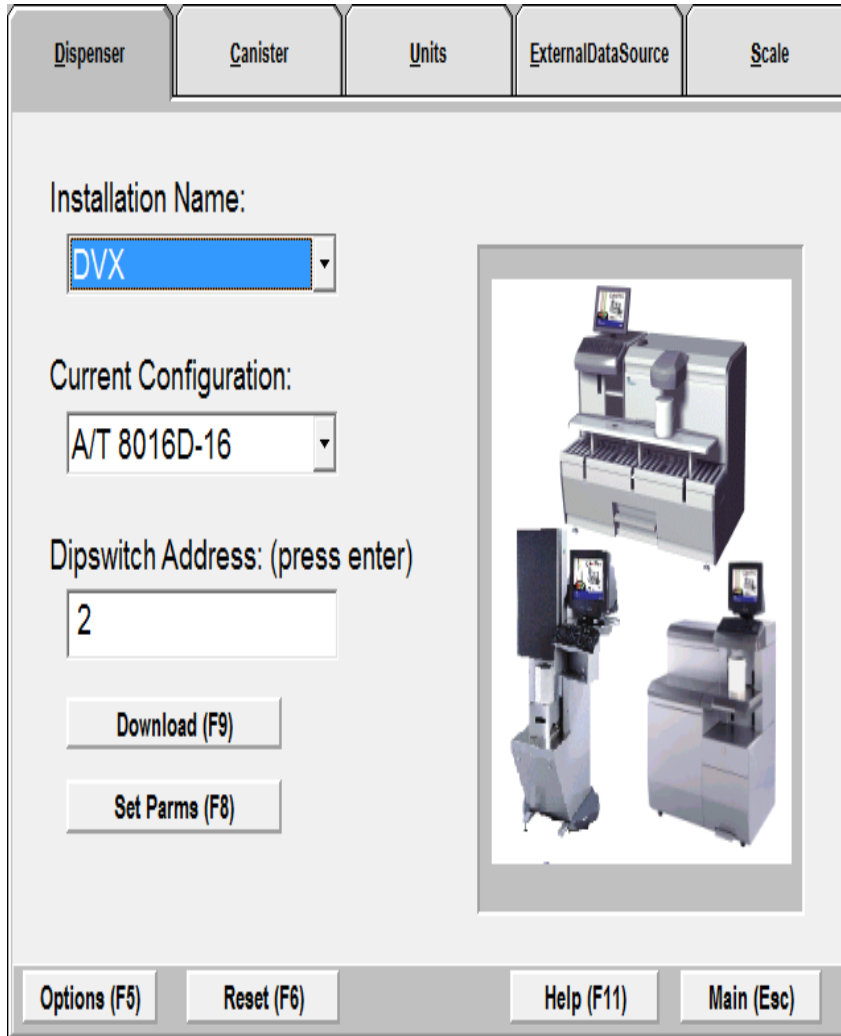 Dispenser
Canister
Units
ExternalDataSource
Scale
Installation Name:
DVX
Current Configuration:
A/T 8016D-16
Dipswitch Address: (press enter)
2
Download (F9)
Set Parms (F8)
Options (F5)
Reset (F6)
Help (F11)
Main (Esc)